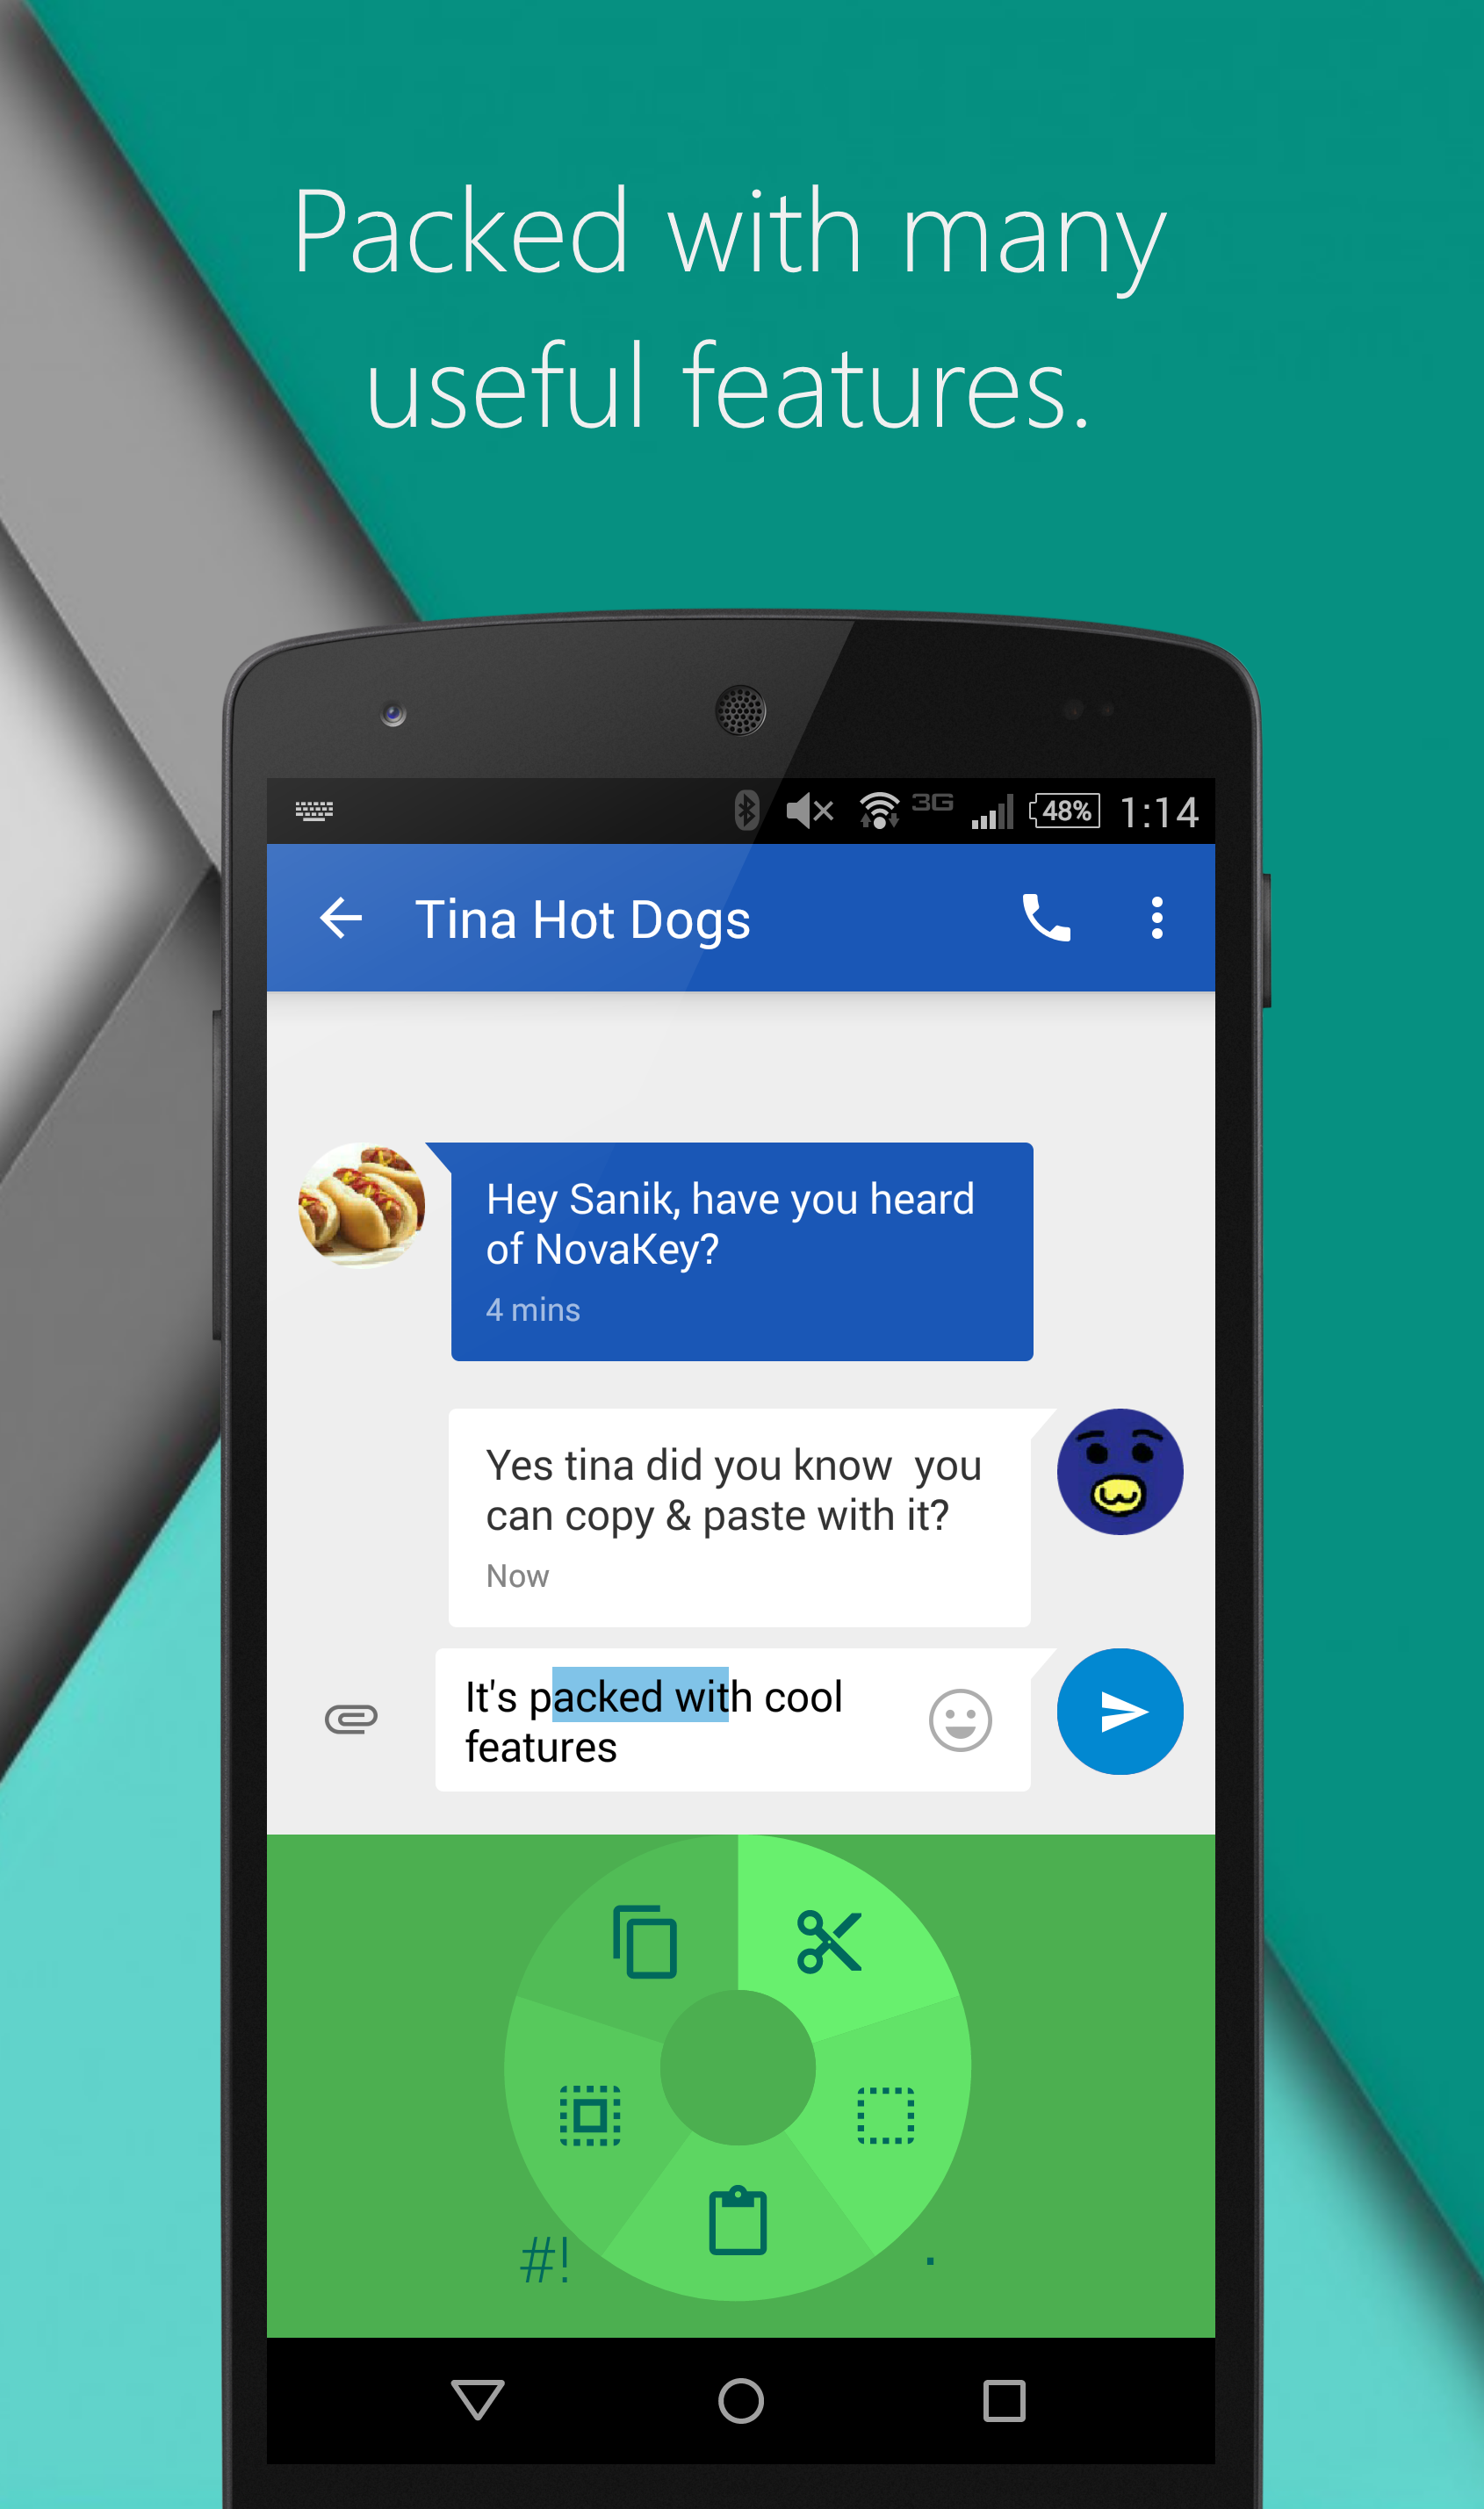 Packed with many
useful features.
3G
48%
1:14
Tina Hot Dogs
Hey Sanik, have you heard
of NovaKey?
4 mins
Yes tina did you know  you
can copy & paste with it?
Now
It's packed with cool
features
#!
.